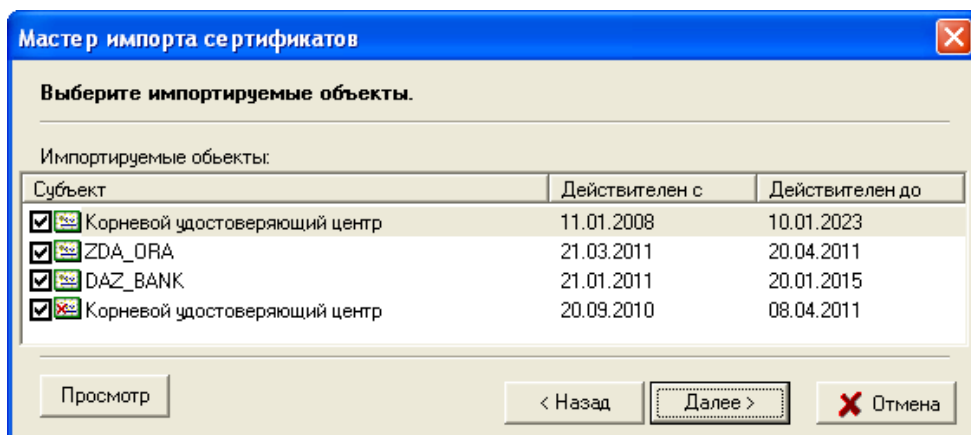 Мастер импорта сертификатов
Выберите импортируемые объекты.
Импортируемые обьекты:
Субъект Действителен с Действителен до
Корневой удостоверяющий центр 11.01.2008 10.01.2023
ZDA_ORA 21.03.2011 20.04.2011
DAZ_BANK 21.01.2011 20.01.2015
Корневой удостоверяющий центр 20.09.2010 08.04.2011
Просмотр < Назад Далее > Отмена